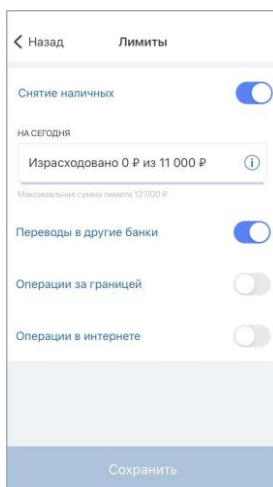 Назад
Лимиты
Снятие наличных
НА СЕГОДНЯ
Израсходовано 0 ₽ из 11 000 ₽
Максимальная сумма лимита 12 000 ₽
Переводы в другие банки
Операции за границей
Операции в интернете
Сохранить